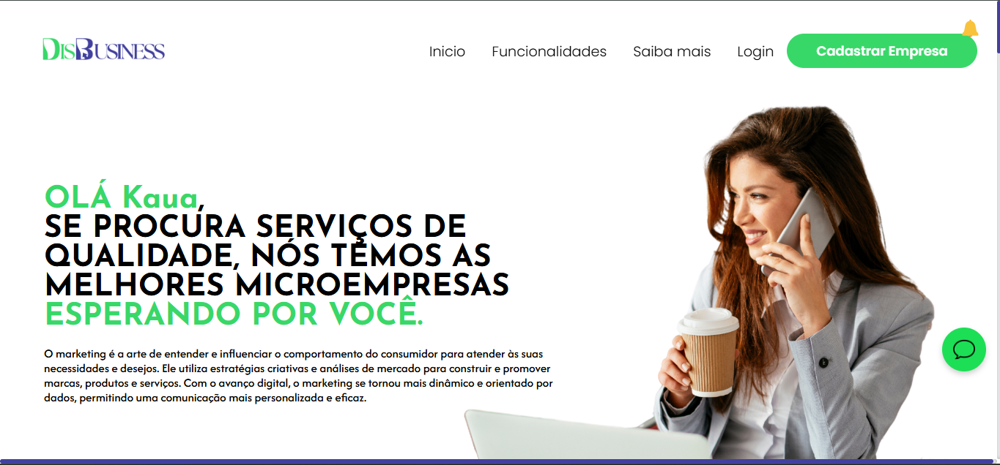 DISBUSINESS
Inicio Funcionalidades Saiba mais Login Cadastrar Empresa
OLÁ Kaua,
SE PROCURA SERVIÇOS DE
QUALIDADE, NÓS TEMOS AS
MELHORES MICROEMPRESAS
ESPERANDO POR VOCÊ.
O marketing é a arte de entender e influenciar o comportamento do consumidor para atender às suas
necessidades e desejos. Ele utiliza estratégias criativas e análises de mercado para construir e promover
marcas, produtos e serviços. Com o avanço digital, o marketing se tornou mais dinâmico e orientado por
dados, permitindo uma comunicação mais personalizada e eficaz.